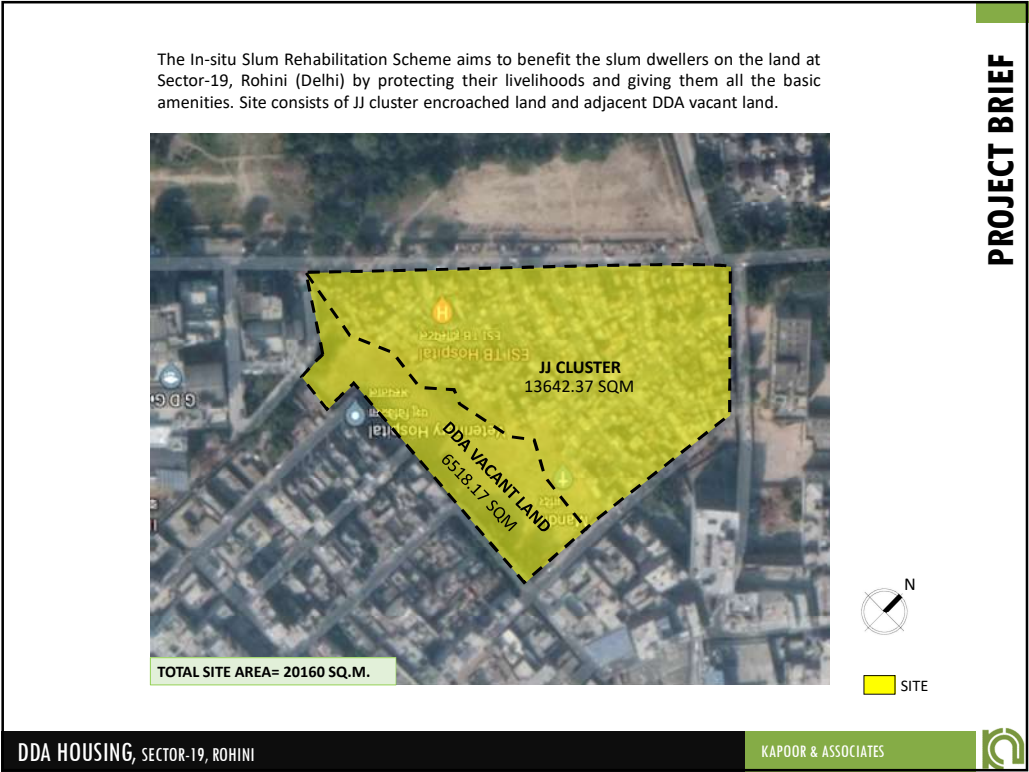 PROJECT BRIEF
The In-situ Slum Rehabilitation Scheme aims to benefit the slum dwellers on the land at
Sector-19, Rohini (Delhi) by protecting their livelihoods and giving them all the basic
amenities. Site consists of JJ cluster encroached land and adjacent DDA vacant land.
H
ESI TB Hospital
JJ CLUSTER
13642.37 SQM
G D G
Veterinary Hospital
DDA VACANT LAND
6518.17 SQM
N
TOTAL SITE AREA= 20160 SQ.M.
SITE
DDA HOUSING, SECTOR-19, ROHINI
KAPOOR & ASSOCIATES